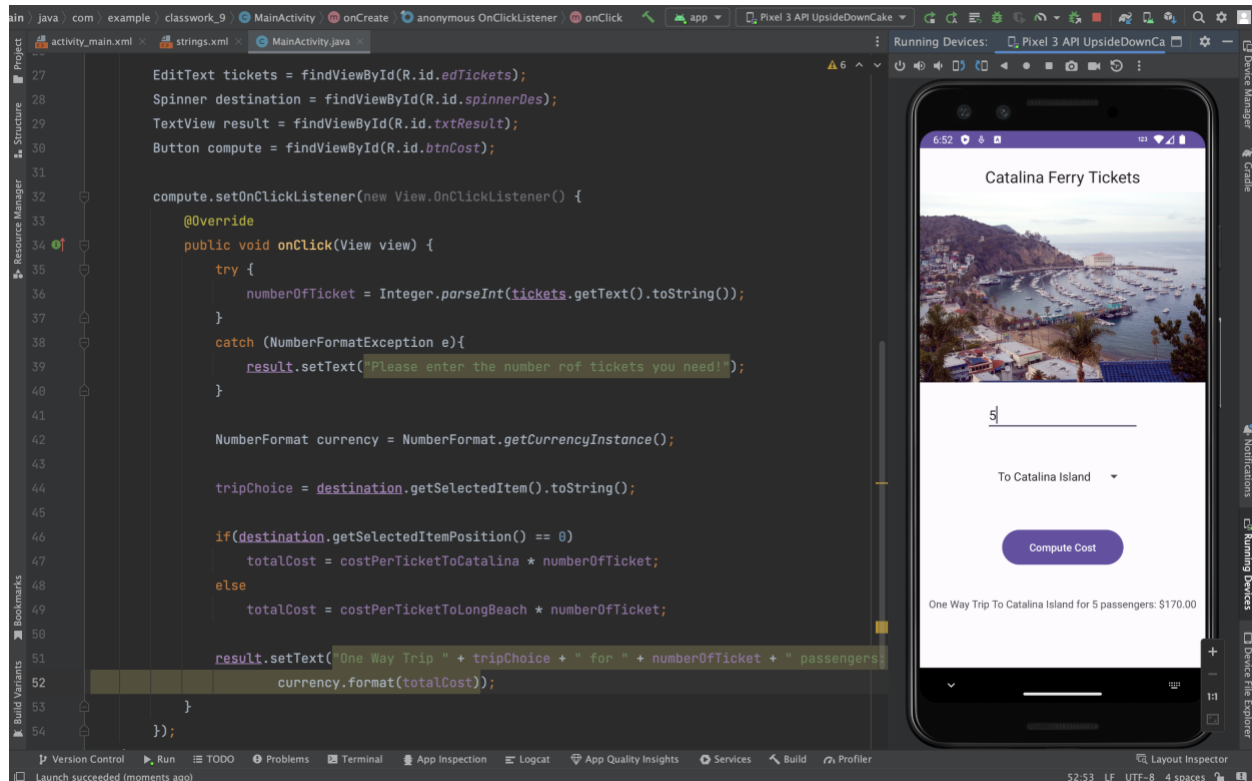 ain › java › com › example › classwork_9 › MainActivity › onCreate › anonymous OnClickListener › onClick app Pixel 3 API UpsideDownCake
activity_main.xml strings.xml MainActivity.java Running Devices: Pixel 3 API UpsideDownCa
Project
Structure
Resource Manager
Bookmarks
Build Variants
6
27 EditText tickets = findViewById(R.id.edTickets);
28 Spinner destination = findViewById(R.id.spinnerDes);
29 TextView result = findViewById(R.id.txtResult);
30 Button compute = findViewById(R.id.btnCost);
31
32 compute.setOnClickListener(new View.OnClickListener() {
33 @Override
34 public void onClick(View view) {
35 try {
36 numberOfTicket = Integer.parseInt(tickets.getText().toString());
37 }
38 catch (NumberFormatException e){
39 result.setText("Please enter the number rof tickets you need!");
40 }
41
42 NumberFormat currency = NumberFormat.getCurrencyInstance();
43
44 tripChoice = destination.getSelectedItem().toString();
45
46 if(destination.getSelectedItemPosition() == 0)
47 totalCost = costPerTicketToCatalina * numberOfTicket;
48 else
49 totalCost = costPerTicketToLongBeach * numberOfTicket;
50
51 result.setText("One Way Trip " + tripChoice + " for " + numberOfTicket + " passengers:
52 currency.format(totalCost));
53 }
54 });
6:52 123
Catalina Ferry Tickets
5
To Catalina Island
Compute Cost
One Way Trip To Catalina Island for 5 passengers: $170.00
+
−
1:1
Device Manager
Gradle
Notifications
Running Devices
Device File Explorer
Version Control Run TODO Problems Terminal App Inspection Logcat App Quality Insights Services Build Profiler Layout Inspector
Launch succeeded (moments ago) 52:53 LF UTF-8 4 spaces